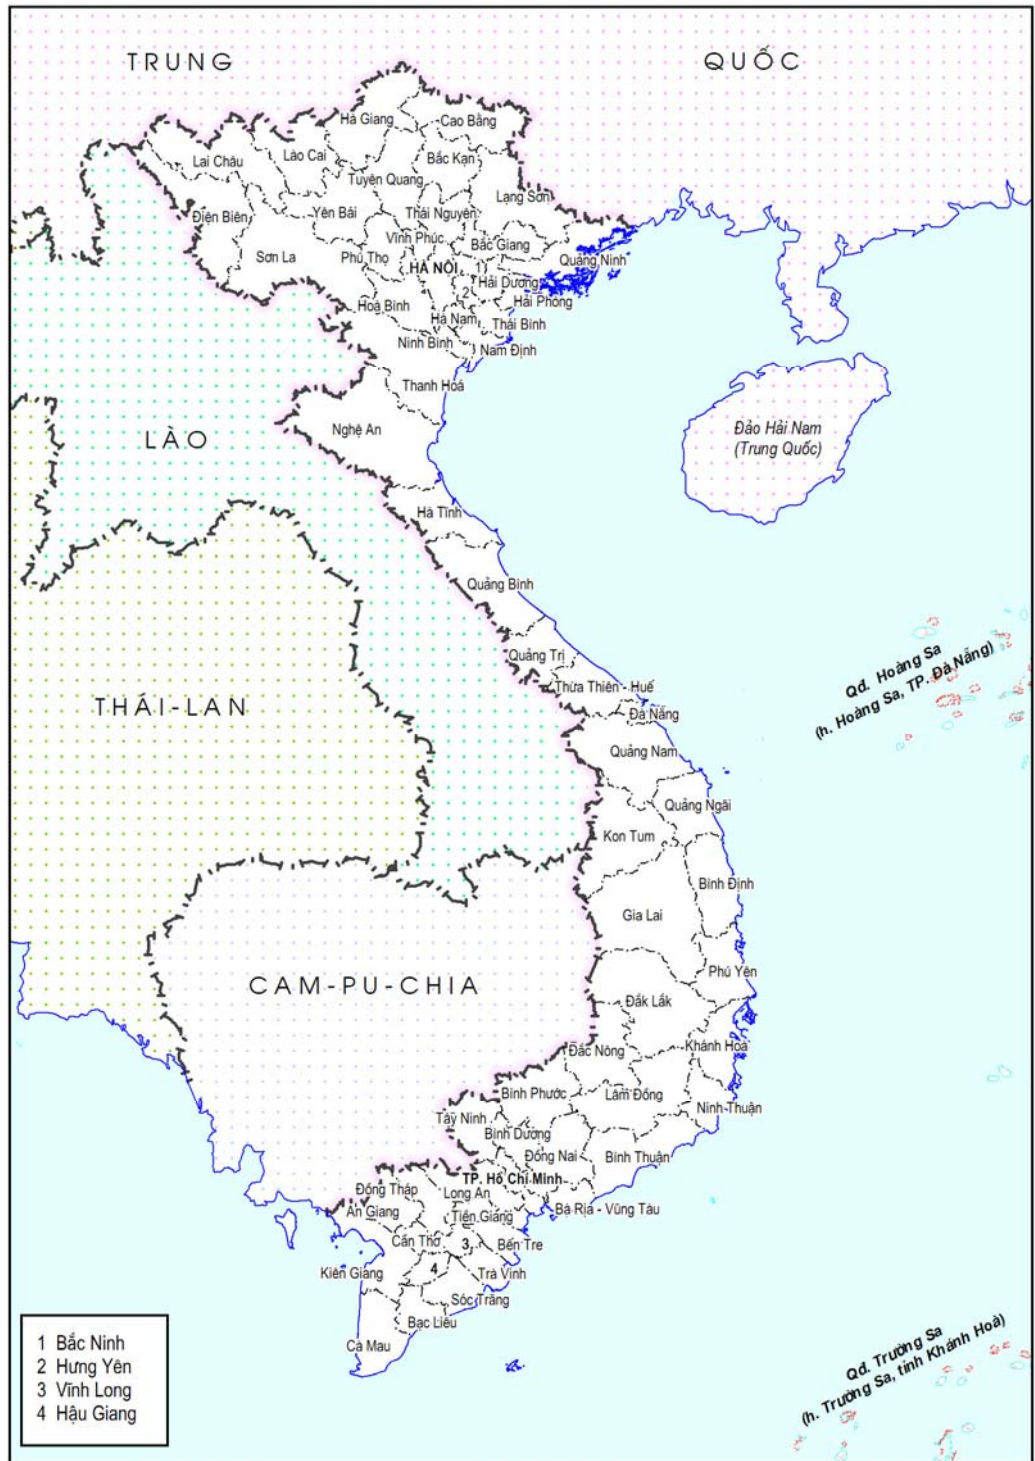 TRUNG QUỐC
Hà Giang
Cao Bằng
Lào Cai
Lai Châu
Bắc Kạn
Tuyên Quang
Lạng Sơn
Điện Biên
Yên Bái
Thái Nguyên
Vĩnh Phúc
Bắc Giang
Sơn La
Phú Thọ
HÀ NỘI
1
Quảng Ninh
Hải Dương
2
Hoà Bình
Hải Phòng
Hà Nam
Thái Bình
Ninh Bình
Nam Định
Thanh Hoá
Nghệ An
LÀO
Đảo Hải Nam
(Trung Quốc)
Hà Tĩnh
Quảng Bình
Quảng Trị
Thừa Thiên - Huế
Qđ. Hoàng Sa
(h. Hoàng Sa, TP. Đà Nẵng)
THÁI-LAN
Đà Nẵng
Quảng Nam
Quảng Ngãi
Kon Tum
Bình Định
Gia Lai
Phú Yên
CAM-PU-CHIA
Đắk Lắk
Đắc Nông
Khánh Hoà
Bình Phước
Lâm Đồng
Ninh Thuận
Tây Ninh
Bình Dương
Đồng Nai
Bình Thuận
TP. Hồ Chí Minh
Đồng Tháp
Long An
An Giang
Tiền Giang
Bà Rịa - Vũng Tàu
Cần Thơ
3
Bến Tre
Kiên Giang
4
Trà Vinh
Sóc Trăng
Bạc Liêu
Cà Mau
Qđ. Trường Sa
(h. Trường Sa, tỉnh Khánh Hoà)
1 Bắc Ninh
2 Hưng Yên
3 Vĩnh Long
4 Hậu Giang